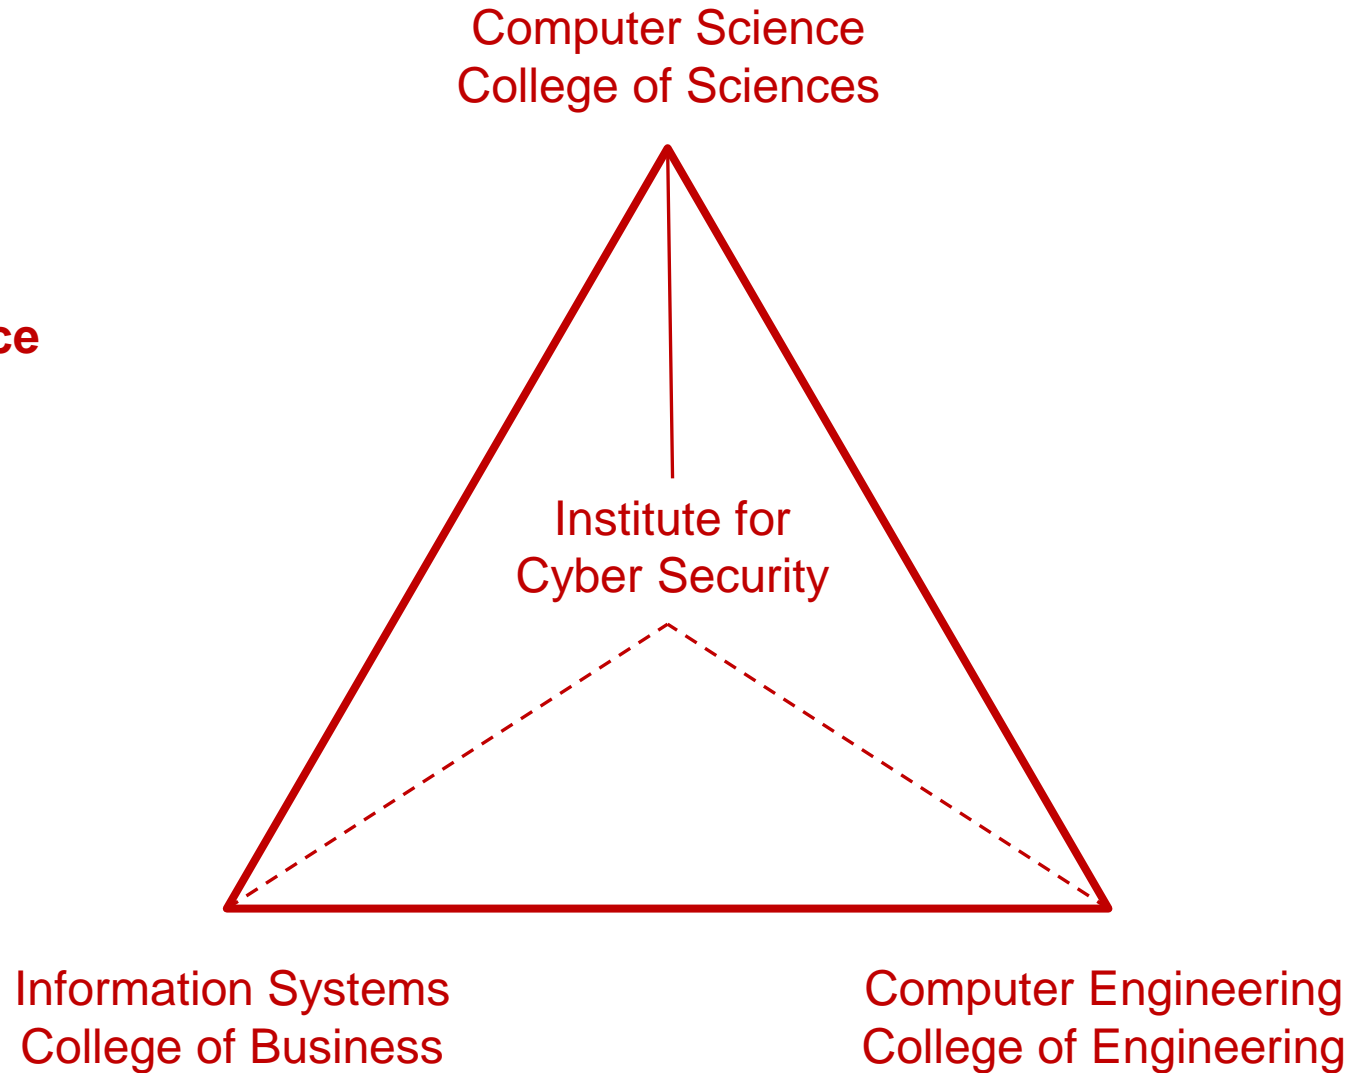 Computer Science
College of Sciences
ce
Institute for
Cyber Security
Information Systems
College of Business
Computer Engineering
College of Engineering